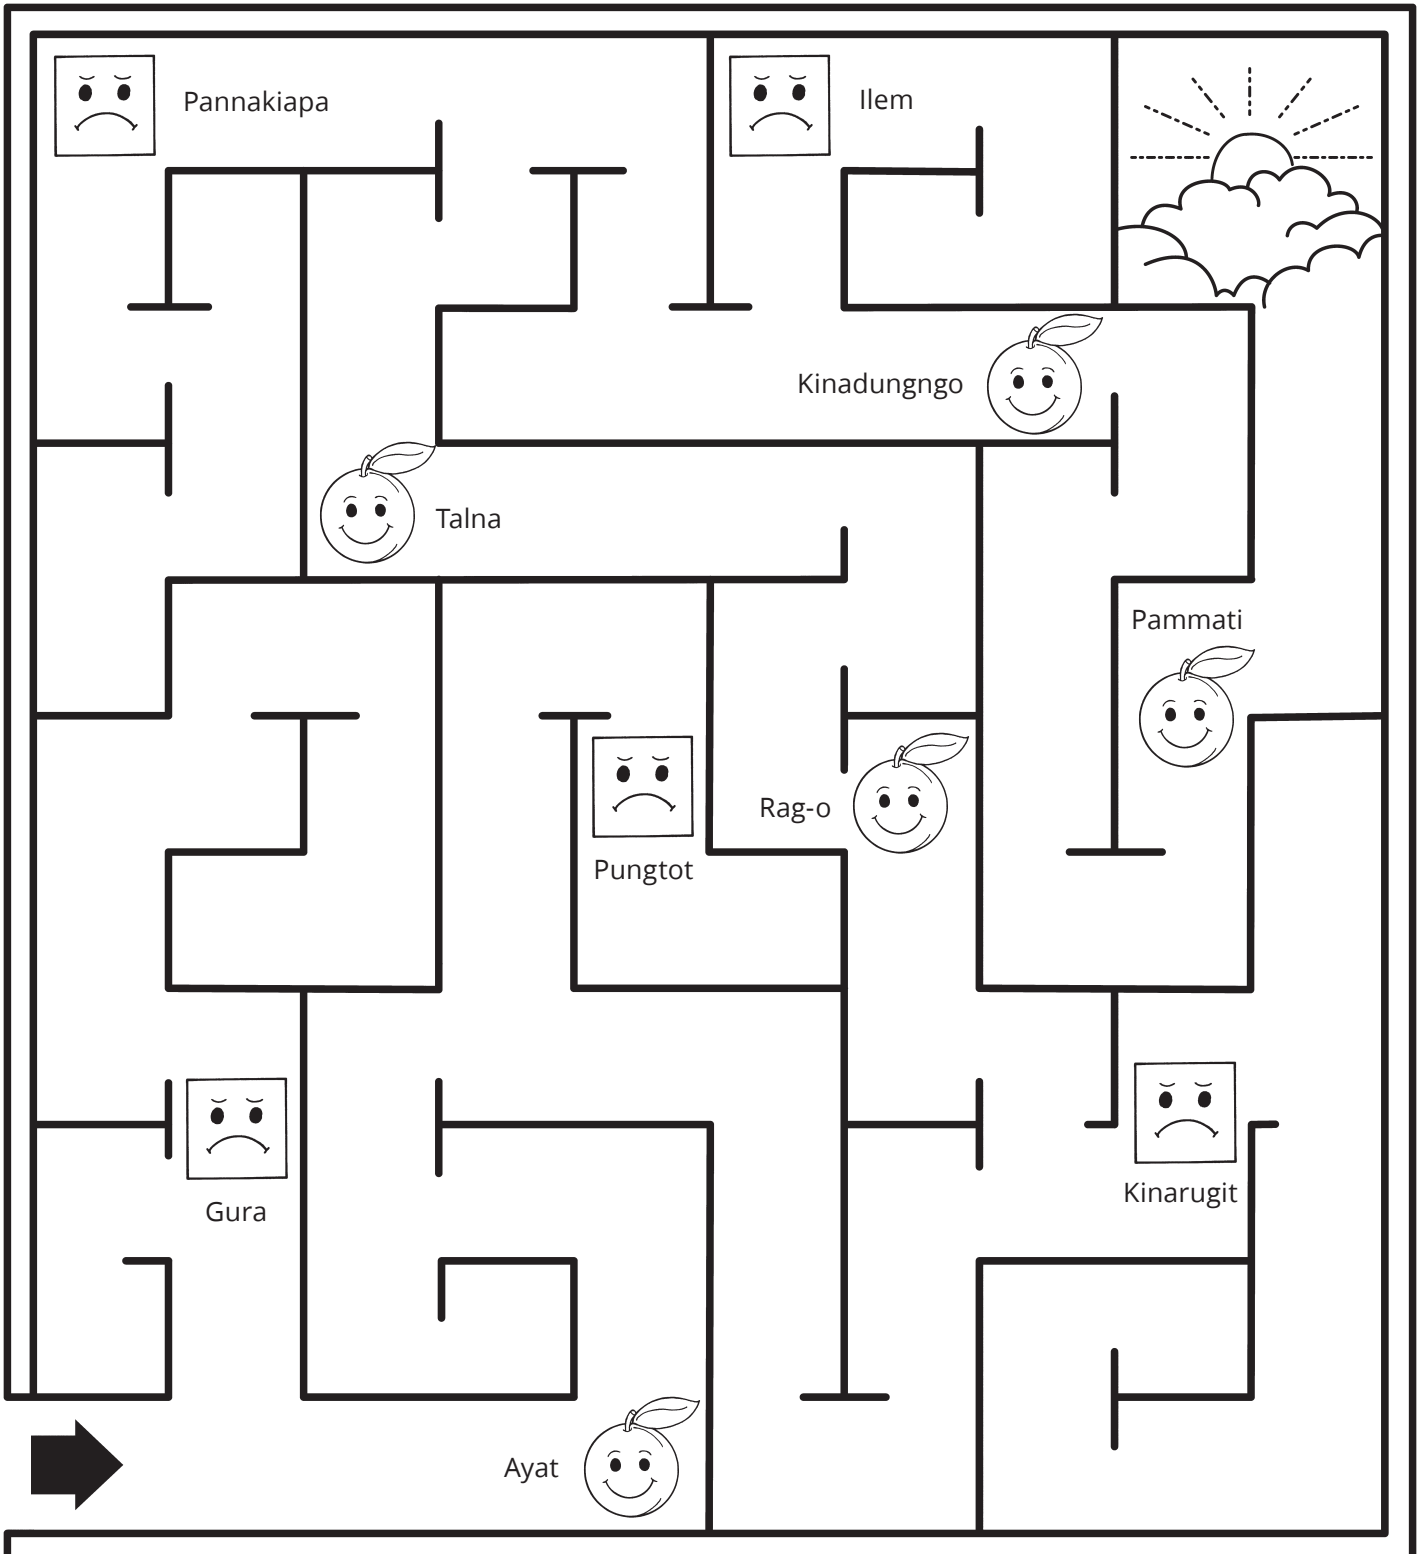 Pannakiapa
Ilem
Kinadungngo
Talna
Pammati
Rag-o
Pungtot
Kinarugit
Gura
Ayat